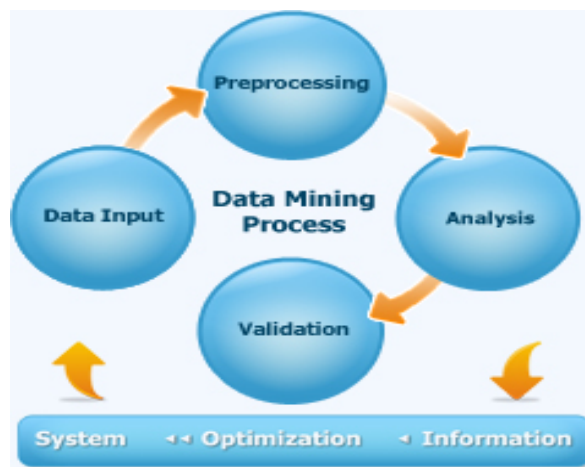 Preprocessing
Data Input
Data Mining
Process
Analysis
Validation
System ◄◄ Optimization ◄ Information